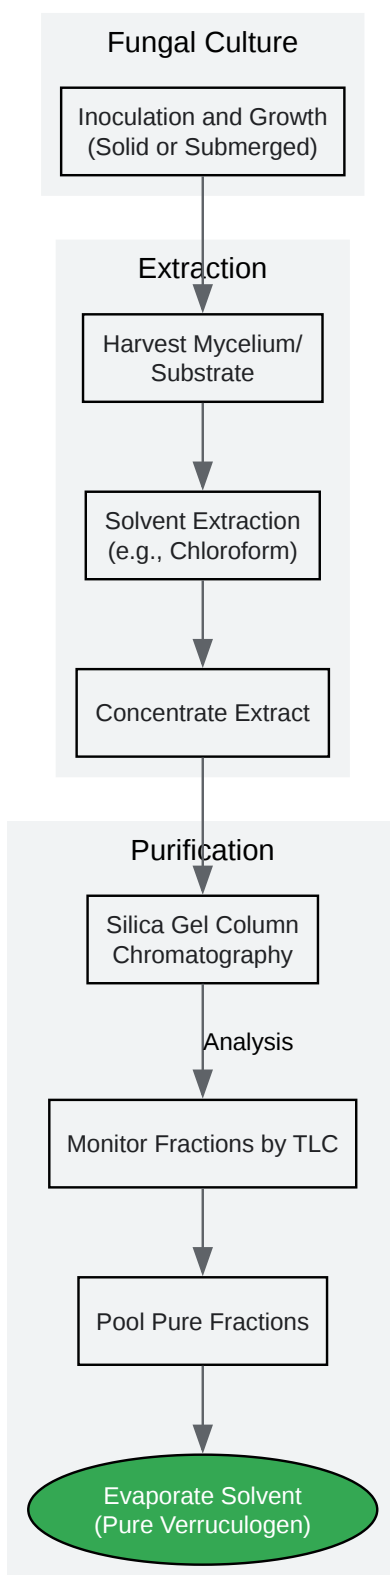 Fungal Culture
Inoculation and Growth
(Solid or Submerged)
Extraction
Harvest Mycelium/
Substrate
Solvent Extraction
(e.g., Chloroform)
Concentrate Extract
Purification
Silica Gel Column
Chromatography
Analysis
Monitor Fractions by TLC
Pool Pure Fractions
Evaporate Solvent
(Pure Verruculogen)